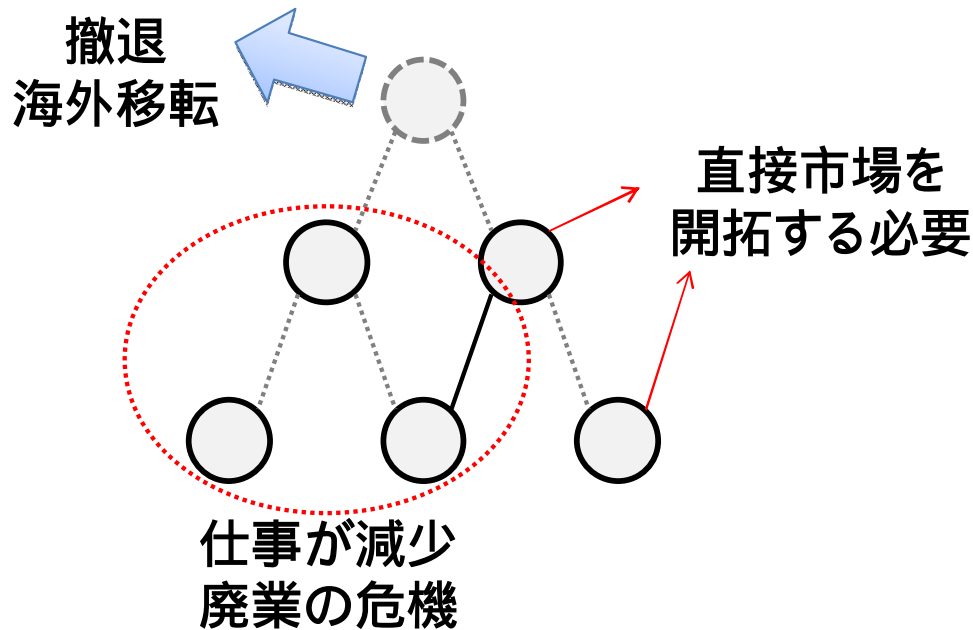 撤退
海外移転
直接市場を
開拓する必要
仕事が減少
廃業の危機